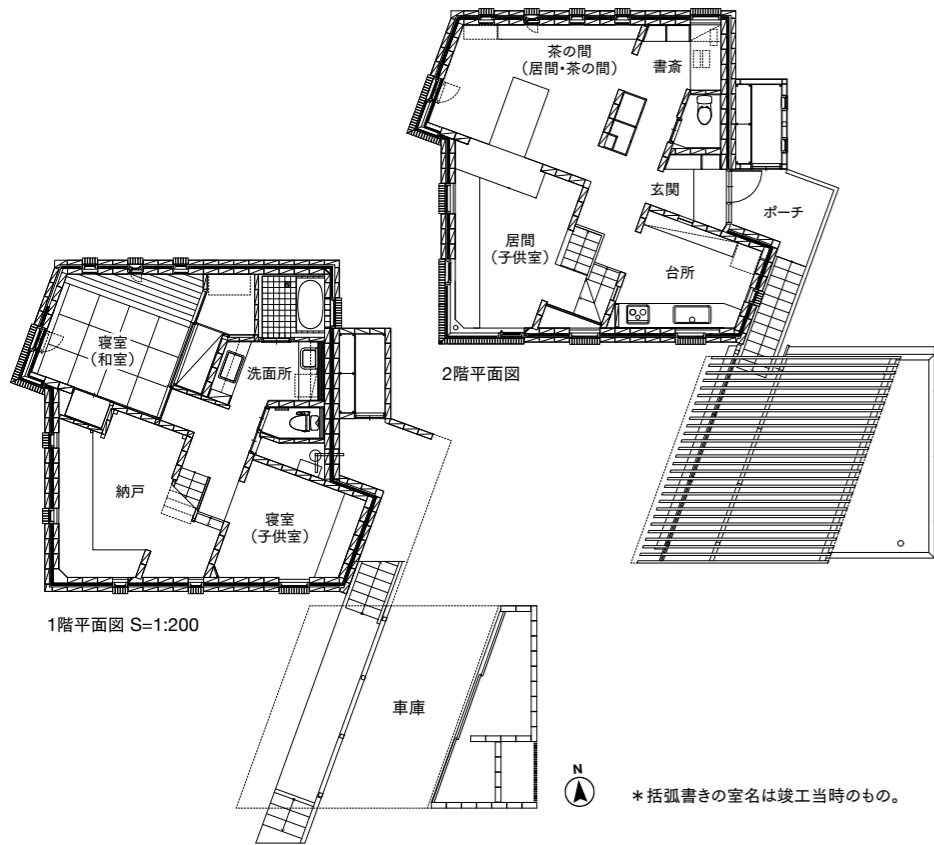 茶の間
(居間・茶の間)
書斎
玄関
ポーチ
居間
(子供室)
台所
2階平面図
寝室
(和室)
洗面所
納戸
寝室
(子供室)
1階平面図 S=1:200
車庫
N
＊括弧書きの室名は竣工当時のもの。